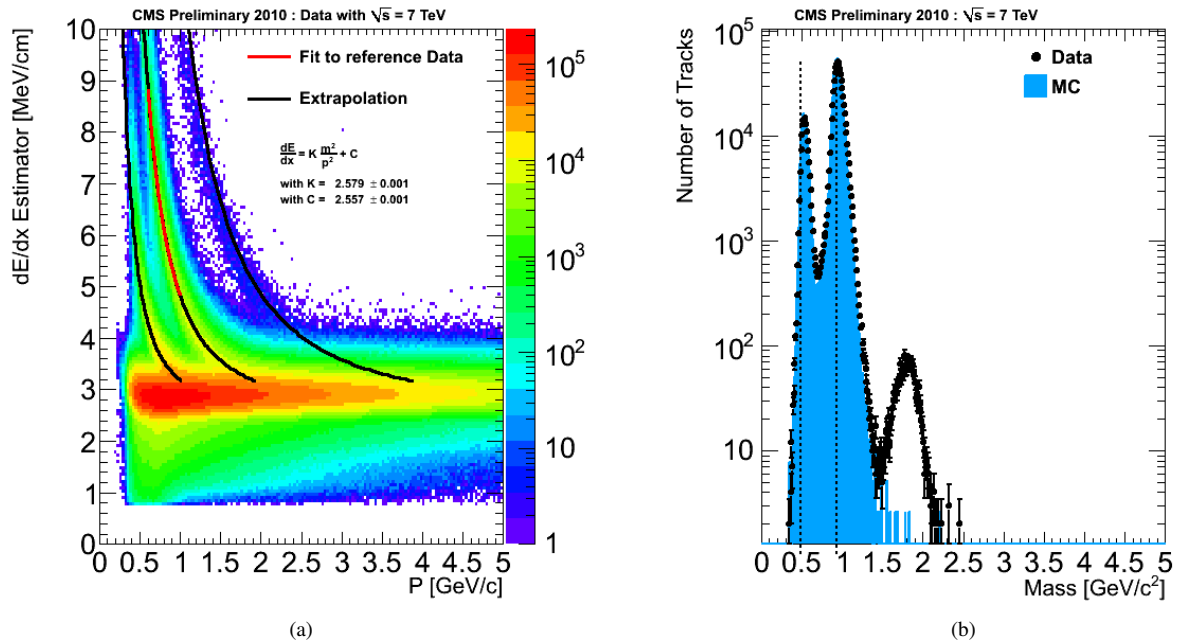 CMS Preliminary 2010 : Data with √s = 7 TeV
dE/dx Estimator [MeV/cm]
10
9
8
7
6
5
4
3
2
1
0
Fit to reference Data
Extrapolation
dE/dx = K m²/p² + C
with K = 2.579 ± 0.001
with C = 2.557 ± 0.001
10⁵
10⁴
10³
10²
10
1
0 0.5 1 1.5 2 2.5 3 3.5 4 4.5 5
P [GeV/c]
(a)
CMS Preliminary 2010 : √s = 7 TeV
Number of Tracks
10⁵
10⁴
10³
10²
10
Data
MC
0 0.5 1 1.5 2 2.5 3 3.5 4 4.5 5
Mass [GeV/c²]
(b)